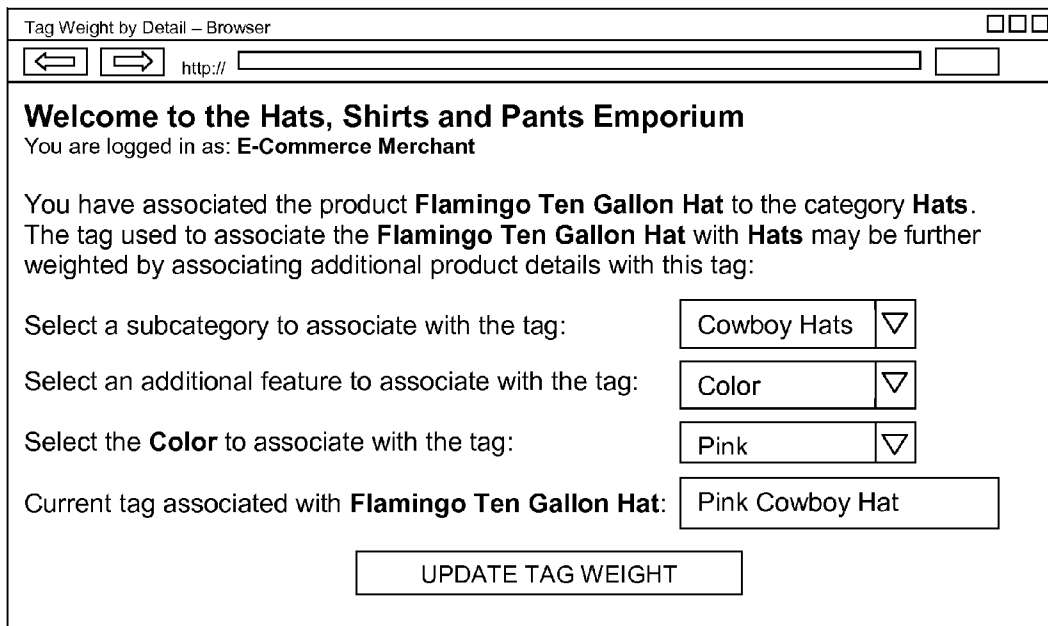 Tag Weight by Detail – Browser
http://
Welcome to the Hats, Shirts and Pants Emporium
You are logged in as: E-Commerce Merchant
You have associated the product Flamingo Ten Gallon Hat to the category Hats.
The tag used to associate the Flamingo Ten Gallon Hat with Hats may be further
weighted by associating additional product details with this tag:
Select a subcategory to associate with the tag: Cowboy Hats
Select an additional feature to associate with the tag: Color
Select the Color to associate with the tag: Pink
Current tag associated with Flamingo Ten Gallon Hat: Pink Cowboy Hat
UPDATE TAG WEIGHT